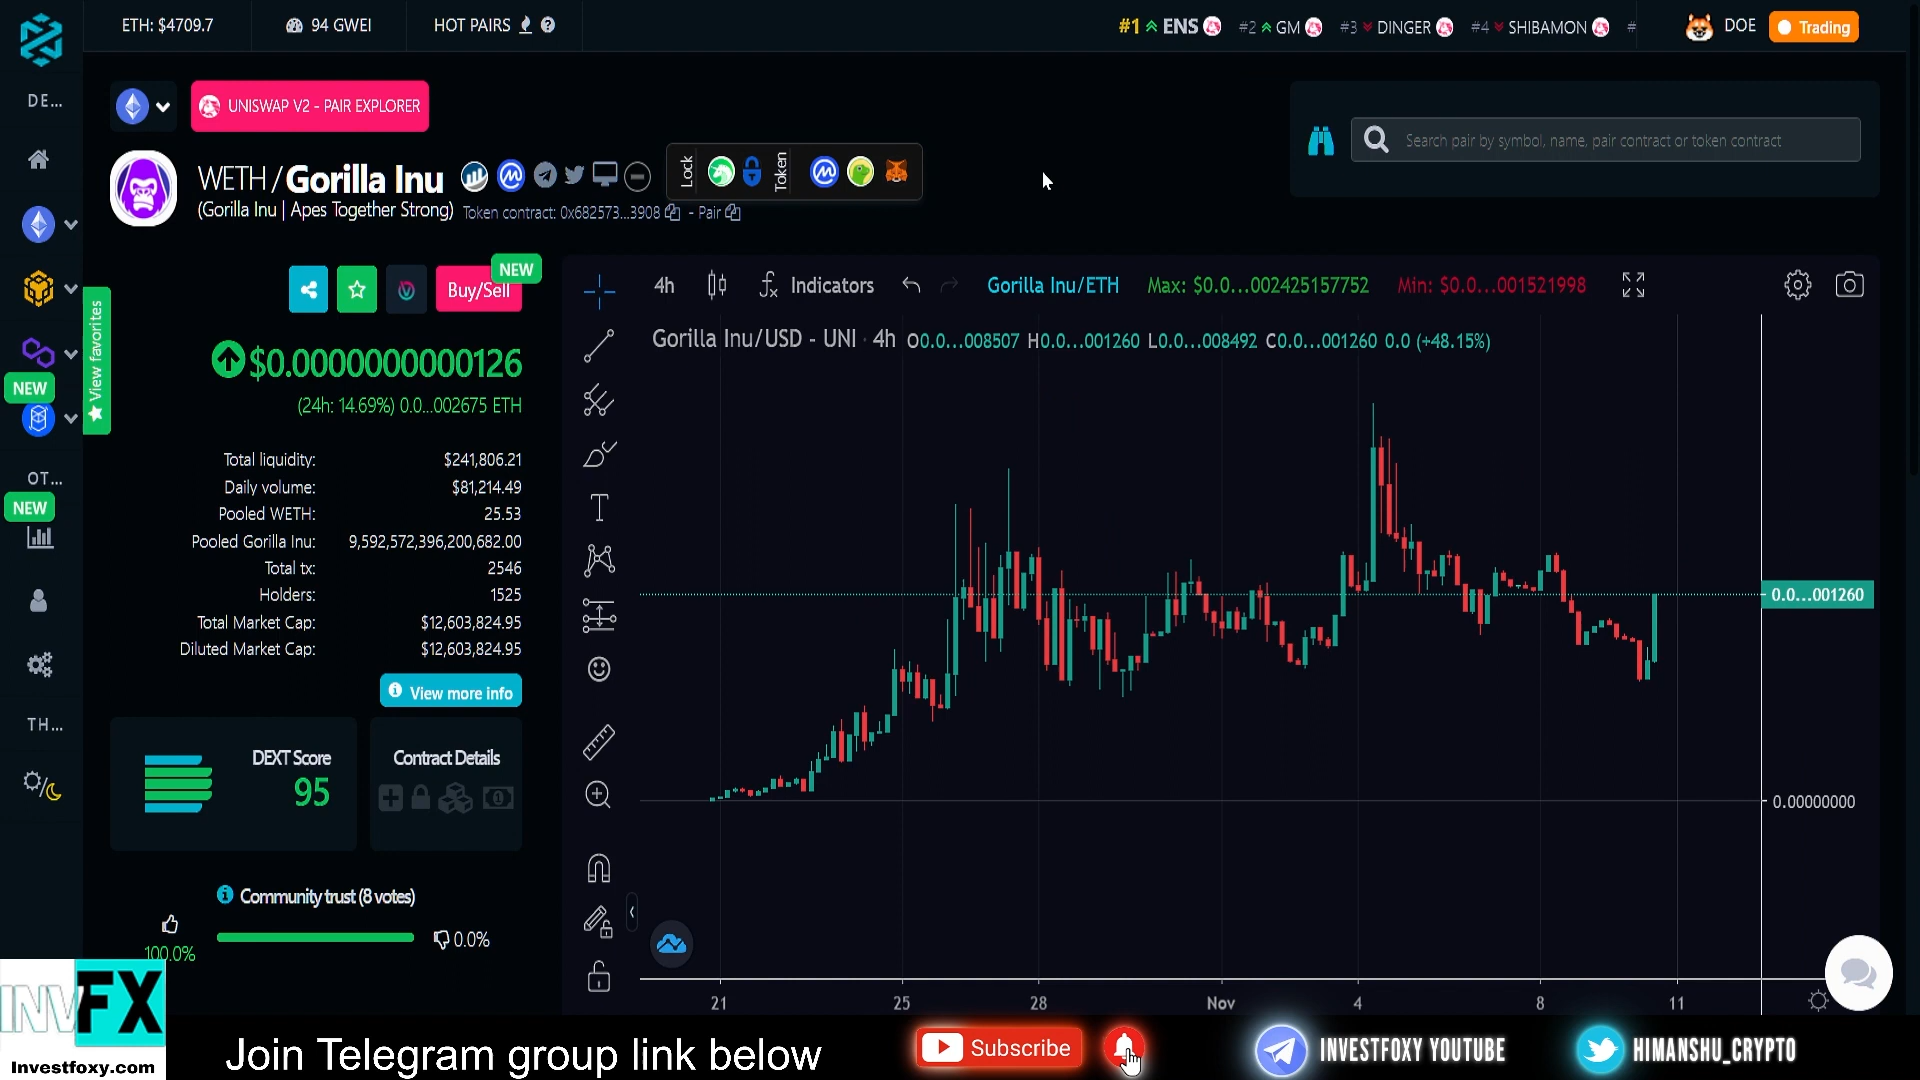 ETH: $4709.7
94 GWEI
HOT PAIRS
#1 ENS #2 GM #3 DINGER #4 SHIBAMON #
DOE
Trading
DE...
UNISWAP V2 - PAIR EXPLORER
Search pair by symbol, name, pair contract or token contract
WETH/Gorilla Inu
Lock
Token
(Gorilla Inu | Apes Together Strong) Token contract: 0x682573...3908 - Pair
NEW
Buy/Sell
4h
Indicators
Gorilla Inu/ETH
Max: $0.0...002425157752
Min: $0.0...001521998
Gorilla Inu/USD - UNI · 4h O0.0...008507 H0.0...001260 L0.0...008492 C0.0...001260 0.0 (+48.15%)
View favorites
NEW
$0.0000000000126
(24h: 14.69%) 0.0...002675 ETH
Total liquidity: $241,806.21
Daily volume: $81,214.49
Pooled WETH: 25.53
Pooled Gorilla Inu: 9,592,572,396,200,682.00
Total tx: 2546
Holders: 1525
Total Market Cap: $12,603,824.95
Diluted Market Cap: $12,603,824.95
OT...
NEW
View more info
0.0...001260
TH...
DEXT Score
95
Contract Details
0.00000000
Community trust (8 votes)
100.0%
0.0%
21 25 28 Nov 4 8 11
INVFX
Investfoxy.com
Join Telegram group link below
Subscribe
INVESTFOXY YOUTUBE
HIMANSHU_CRYPTO